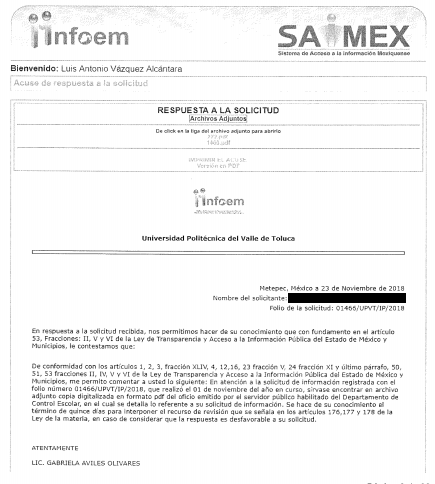 infoem
SAIMEX
Sistema de Acceso a la Información Mexiquense
Bienvenido: Luis Antonio Vázquez Alcántara
Acuse de respuesta a la solicitud
RESPUESTA A LA SOLICITUD
Archivos Adjuntos
De click en la liga del archivo adjunto para abrirlo
1466.pdf
IMPRIMIR EL ACUSE
Versión en PDF
infoem
Universidad Politécnica del Valle de Toluca
Metepec, México a 23 de Noviembre de 2018
Nombre del solicitante:
Folio de la solicitud: 01466/UPVT/IP/2018
En respuesta a la solicitud recibida, nos permitimos hacer de su conocimiento que con fundamento en el artículo
53, Fracciones: II, V y VI de la Ley de Transparencia y Acceso a la Información Pública del Estado de México y
Municipios, le contestamos que:
De conformidad con los artículos 1, 2, 3, fracción XLIV, 4, 12,16, 23 fracción V, 24 fracción XI y último párrafo, 50,
51, 53 fracciones II, IV, V y VI de la Ley de Transparencia y Acceso a la Información Pública del Estado de México y
Municipios, me permito comentar a usted lo siguiente: En atención a la solicitud de información registrada con el
folio número 01466/UPVT/IP/2018, que realizó el 01 de noviembre del año en curso, sírvase encontrar en archivo
adjunto copia digitalizada en formato pdf del oficio emitido por el servidor público habilitado del Departamento de
Control Escolar, en el cual se detalla lo referente a su solicitud de información. Se hace de su conocimiento el
término de quince días para interponer el recurso de revisión que se señala en los artículos 176,177 y 178 de la
Ley de la materia, en caso de considerar que la respuesta es desfavorable a su solicitud.
ATENTAMENTE
LIC. GABRIELA AVILES OLIVARES